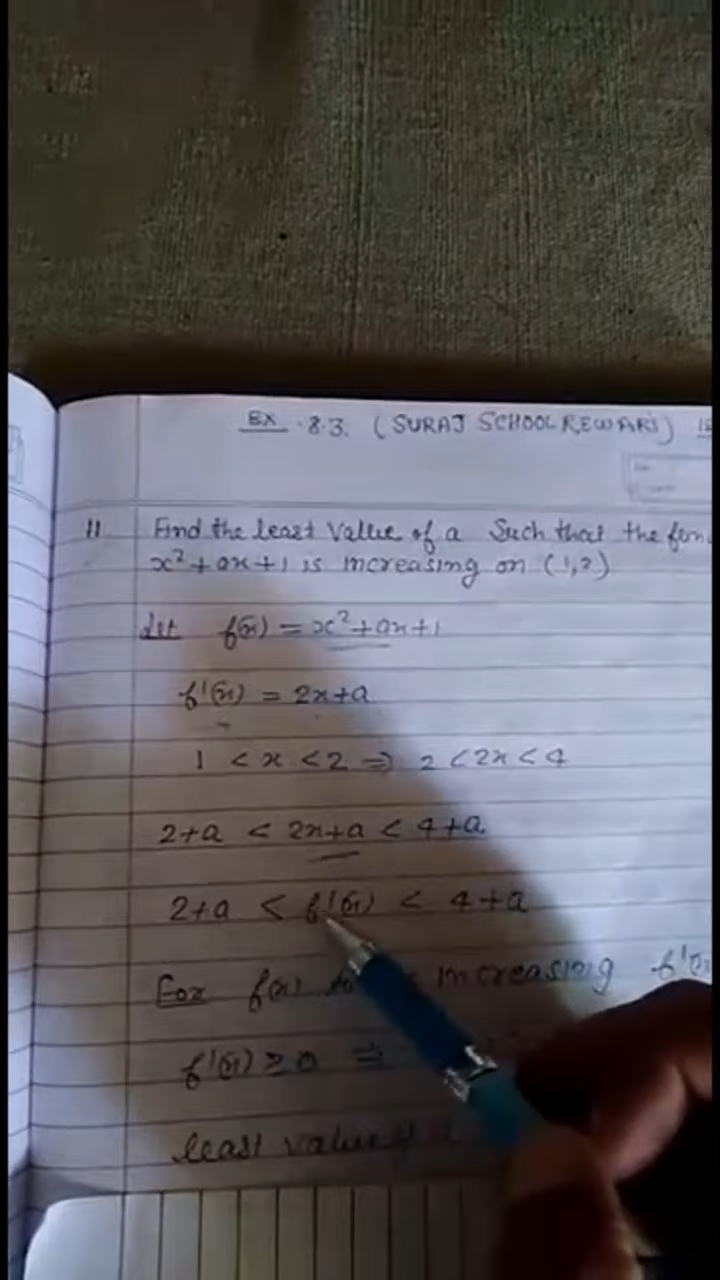 EX .8.3. (SURAJ SCHOOL REWARI)
11 Find the least Value of a Such that the
x²+ax+1 is increasing on (1,2)
Let f(x) = x²+ax+1
f'(x) = 2x+a
1 < x < 2 ⇒ 2 < 2x < 4
2+a < 2x+a < 4+a
2+a < f'(x) < 4+a
For f(x) increasing
f'(x) ≥ 0 ⇒
least value